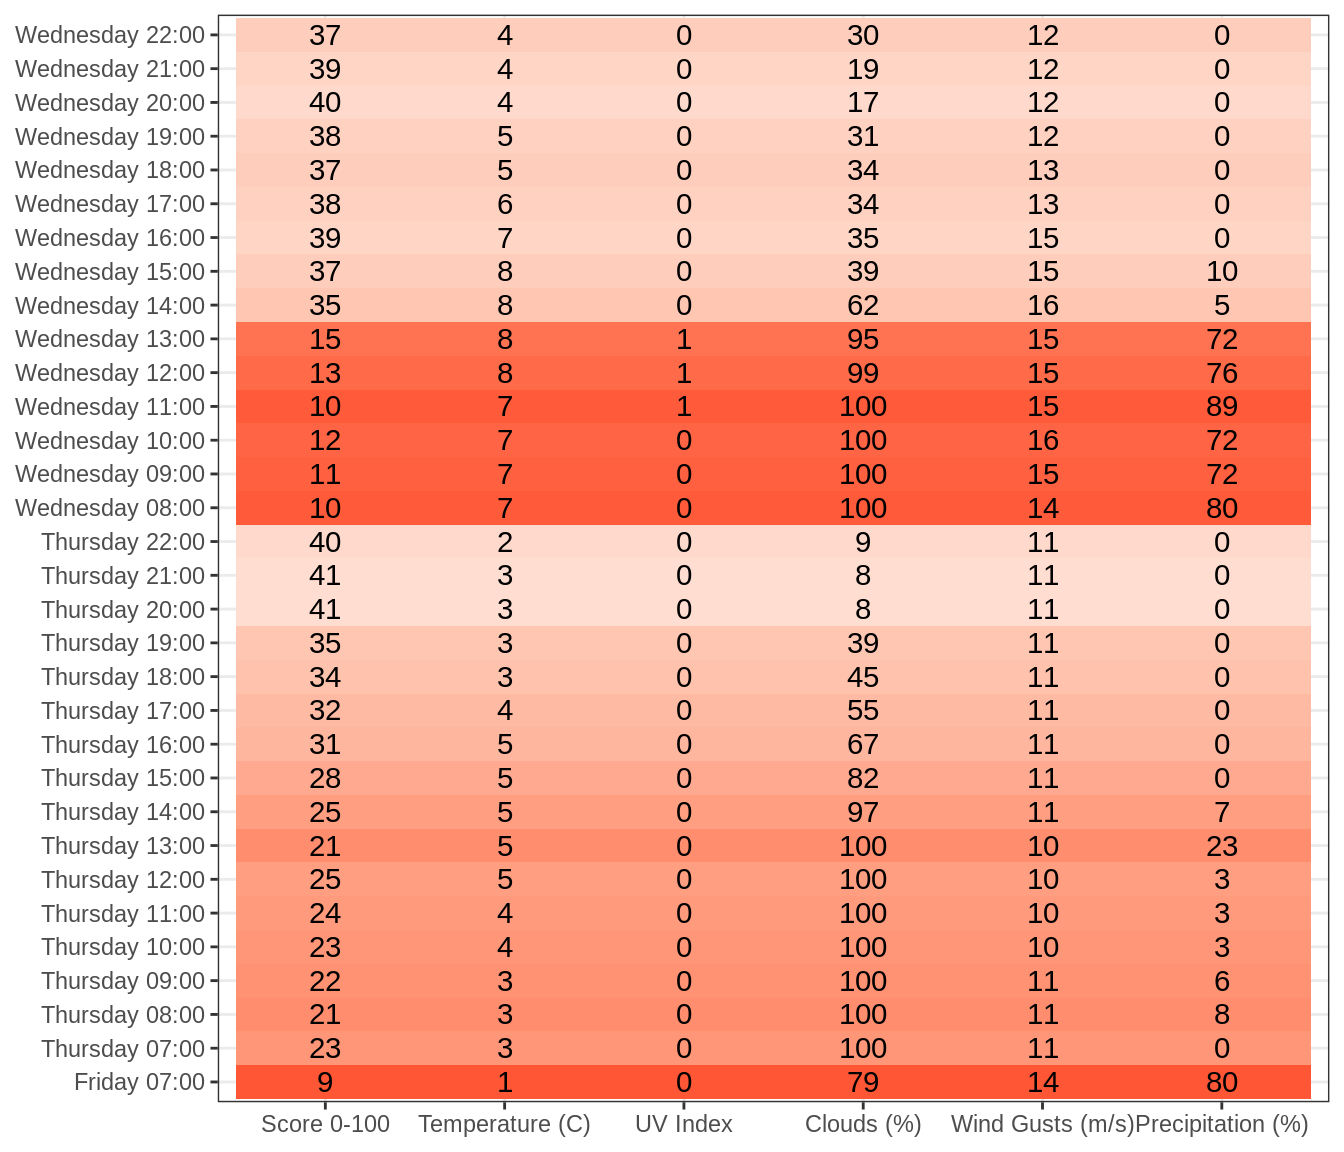 Wednesday 22:00 37 4 0 30 12 0
Wednesday 21:00 39 4 0 19 12 0
Wednesday 20:00 40 4 0 17 12 0
Wednesday 19:00 38 5 0 31 12 0
Wednesday 18:00 37 5 0 34 13 0
Wednesday 17:00 38 6 0 34 13 0
Wednesday 16:00 39 7 0 35 15 0
Wednesday 15:00 37 8 0 39 15 10
Wednesday 14:00 35 8 0 62 16 5
Wednesday 13:00 15 8 1 95 15 72
Wednesday 12:00 13 8 1 99 15 76
Wednesday 11:00 10 7 1 100 15 89
Wednesday 10:00 12 7 0 100 16 72
Wednesday 09:00 11 7 0 100 15 72
Wednesday 08:00 10 7 0 100 14 80
Thursday 22:00 40 2 0 9 11 0
Thursday 21:00 41 3 0 8 11 0
Thursday 20:00 41 3 0 8 11 0
Thursday 19:00 35 3 0 39 11 0
Thursday 18:00 34 3 0 45 11 0
Thursday 17:00 32 4 0 55 11 0
Thursday 16:00 31 5 0 67 11 0
Thursday 15:00 28 5 0 82 11 0
Thursday 14:00 25 5 0 97 11 7
Thursday 13:00 21 5 0 100 10 23
Thursday 12:00 25 5 0 100 10 3
Thursday 11:00 24 4 0 100 10 3
Thursday 10:00 23 4 0 100 10 3
Thursday 09:00 22 3 0 100 11 6
Thursday 08:00 21 3 0 100 11 8
Thursday 07:00 23 3 0 100 11 0
Friday 07:00 9 1 0 79 14 80
Score 0-100 Temperature (C) UV Index Clouds (%) Wind Gusts (m/s) Precipitation (%)